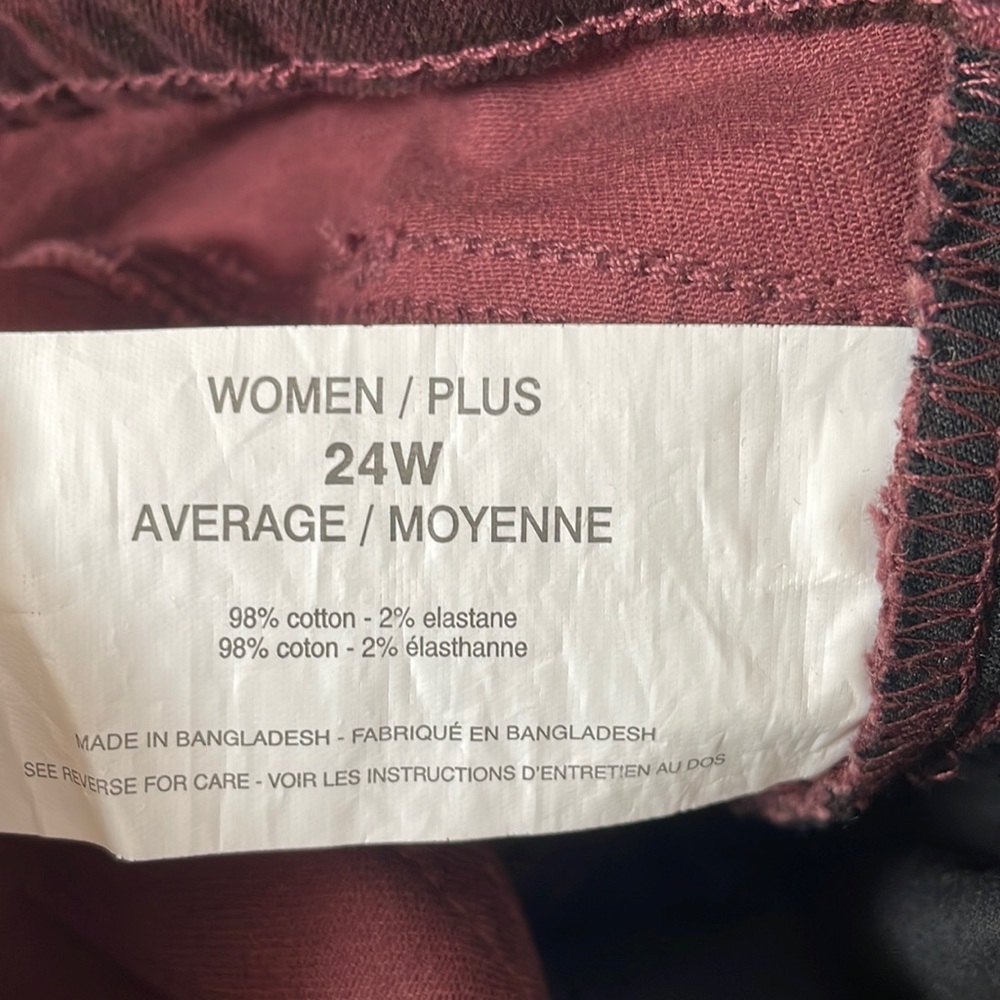 WOMEN / PLUS
24W
AVERAGE / MOYENNE
98% cotton - 2% elastane
98% coton - 2% élasthanne
MADE IN BANGLADESH - FABRIQUÉ EN BANGLADESH
SEE REVERSE FOR CARE - VOIR LES INSTRUCTIONS D'ENTRETIEN AU DOS